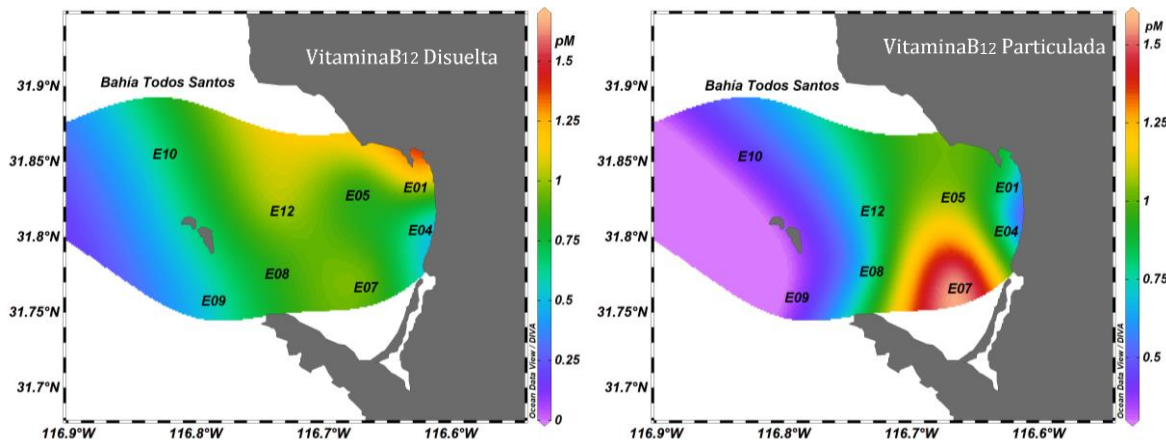 VitaminaB12 Disuelta
Bahía Todos Santos
31.9°N
31.85°N
31.8°N
31.75°N
31.7°N
116.9°W
116.8°W
116.7°W
116.6°W
E10
E12
E05
E01
E04
E08
E07
E09
pM
1.5
1.25
1
0.75
0.5
0.25
0
Ocean Data View / DIVA
VitaminaB12 Particulada
Bahía Todos Santos
31.9°N
31.85°N
31.8°N
31.75°N
31.7°N
116.9°W
116.8°W
116.7°W
116.6°W
E10
E12
E05
E01
E04
E08
E07
E09
pM
1.5
1.25
1
0.75
0.5
Ocean Data View / DIVA